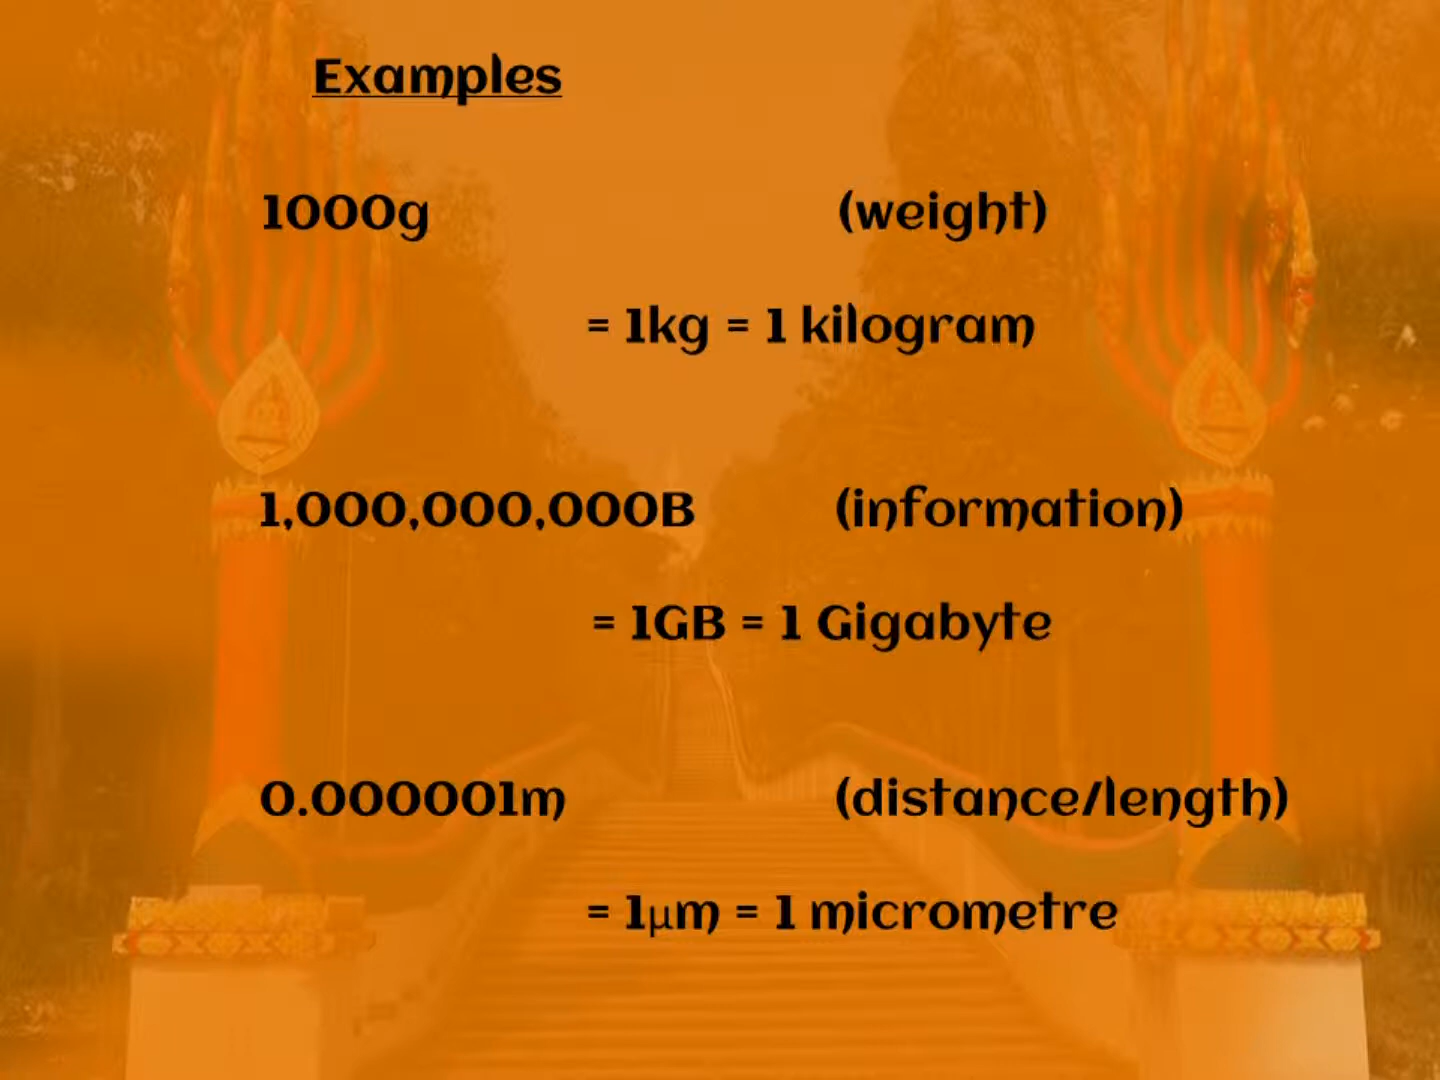 Examples
1000g (weight)
= 1kg = 1 kilogram
1,000,000,000B (information)
= 1GB = 1 Gigabyte
0.000001m (distance/length)
= 1µm = 1 micrometre